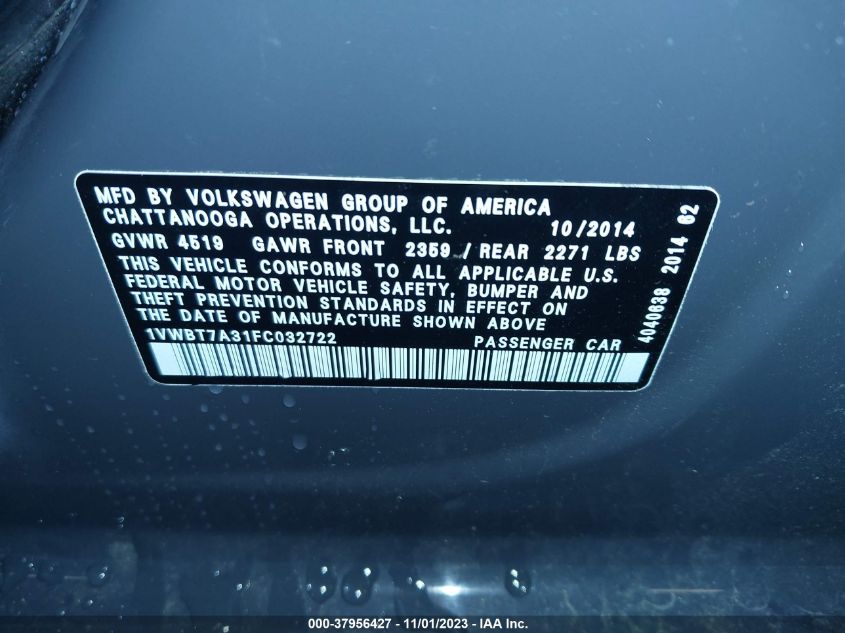 MFD BY VOLKSWAGEN GROUP OF AMERICA
CHATTANOOGA OPERATIONS, LLC. 10/2014
GVWR 4519 GAWR FRONT 2359 / REAR 2271 LBS
THIS VEHICLE CONFORMS TO ALL APPLICABLE U.S.
FEDERAL MOTOR VEHICLE SAFETY, BUMPER AND
THEFT PREVENTION STANDARDS IN EFFECT ON
THE DATE OF MANUFACTURE SHOWN ABOVE
1VWBT7A31FC032722 PASSENGER CAR
4040638 2014 62
000-37956427 - 11/01/2023 - IAA Inc.